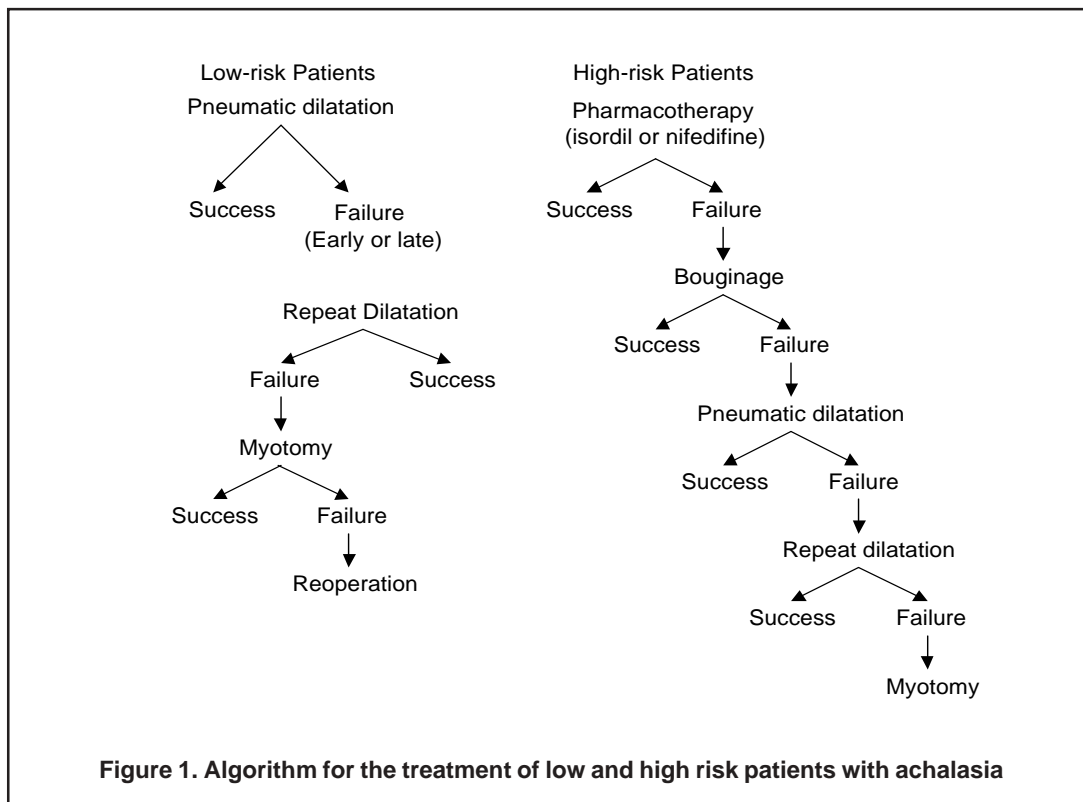 Low-risk Patients
Pneumatic dilatation
Success
Failure
(Early or late)
Repeat Dilatation
Failure
Success
Myotomy
Success
Failure
Reoperation
High-risk Patients
Pharmacotherapy
(isordil or nifedifine)
Success
Failure
Bouginage
Success
Failure
Pneumatic dilatation
Success
Failure
Repeat dilatation
Success
Failure
Myotomy
Figure 1. Algorithm for the treatment of low and high risk patients with achalasia